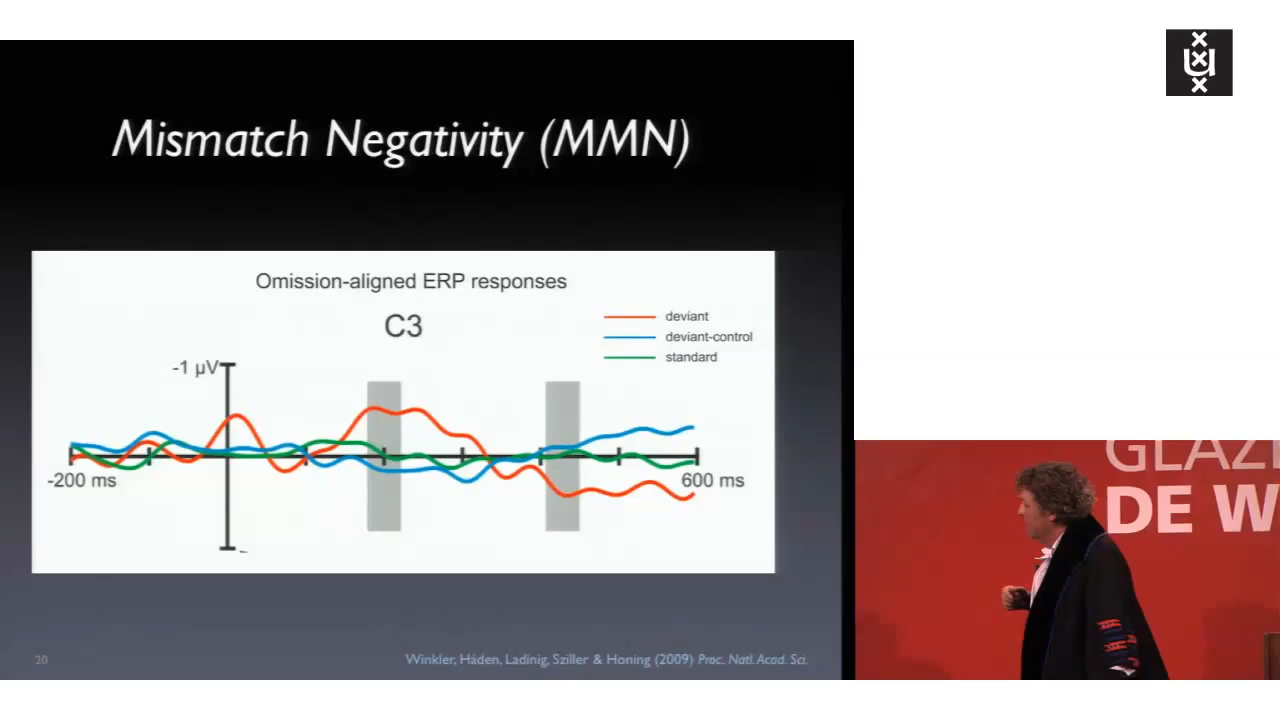 Mismatch Negativity (MMN)
Omission-aligned ERP responses
C3
deviant
deviant-control
standard
-1 µV
-200 ms
600 ms
20
Winkler, Háden, Ladinig, Sziller & Honing (2009) Proc. Natl. Acad. Sci.
x
U
x
x
GLAZ
DE W